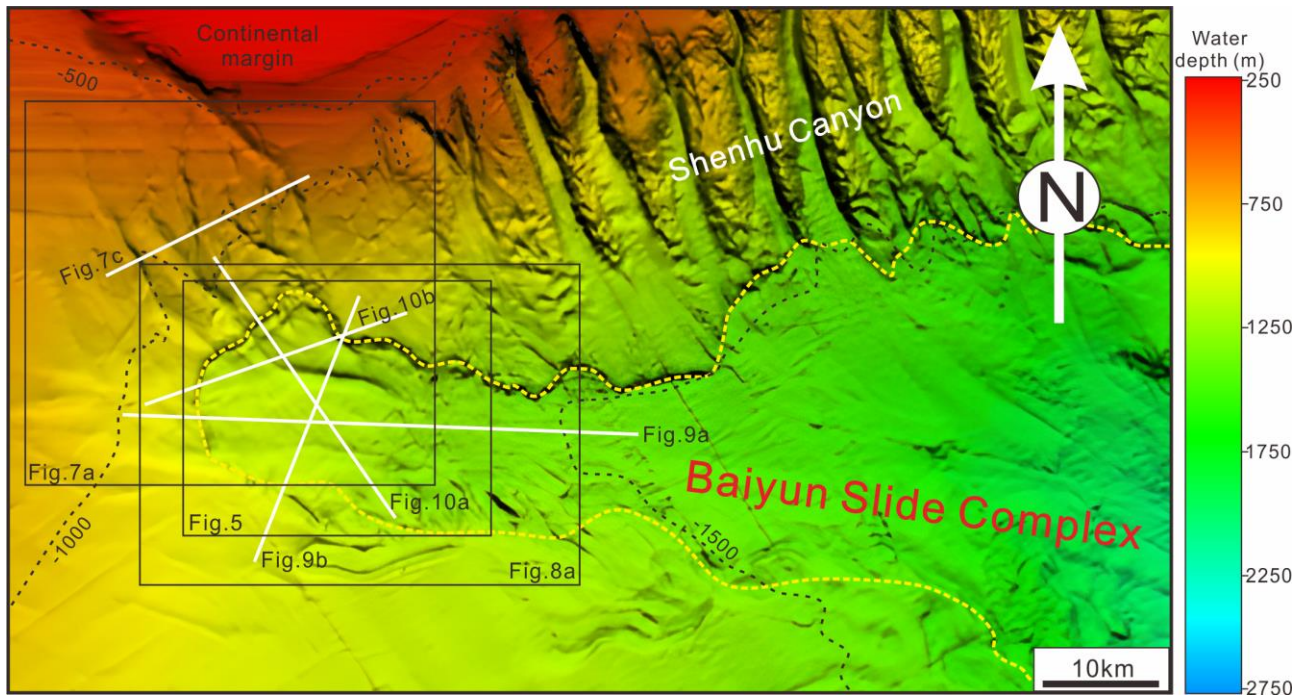 Continental
margin
-500
Shenhu Canyon
N
Water
depth (m)
250
750
1250
1750
2250
2750
Fig.7c
Fig.10b
Fig.9a
Fig.7a
Fig.10a
Fig.5
Fig.9b
Fig.8a
-1000
-1500
Baiyun Slide Complex
10km